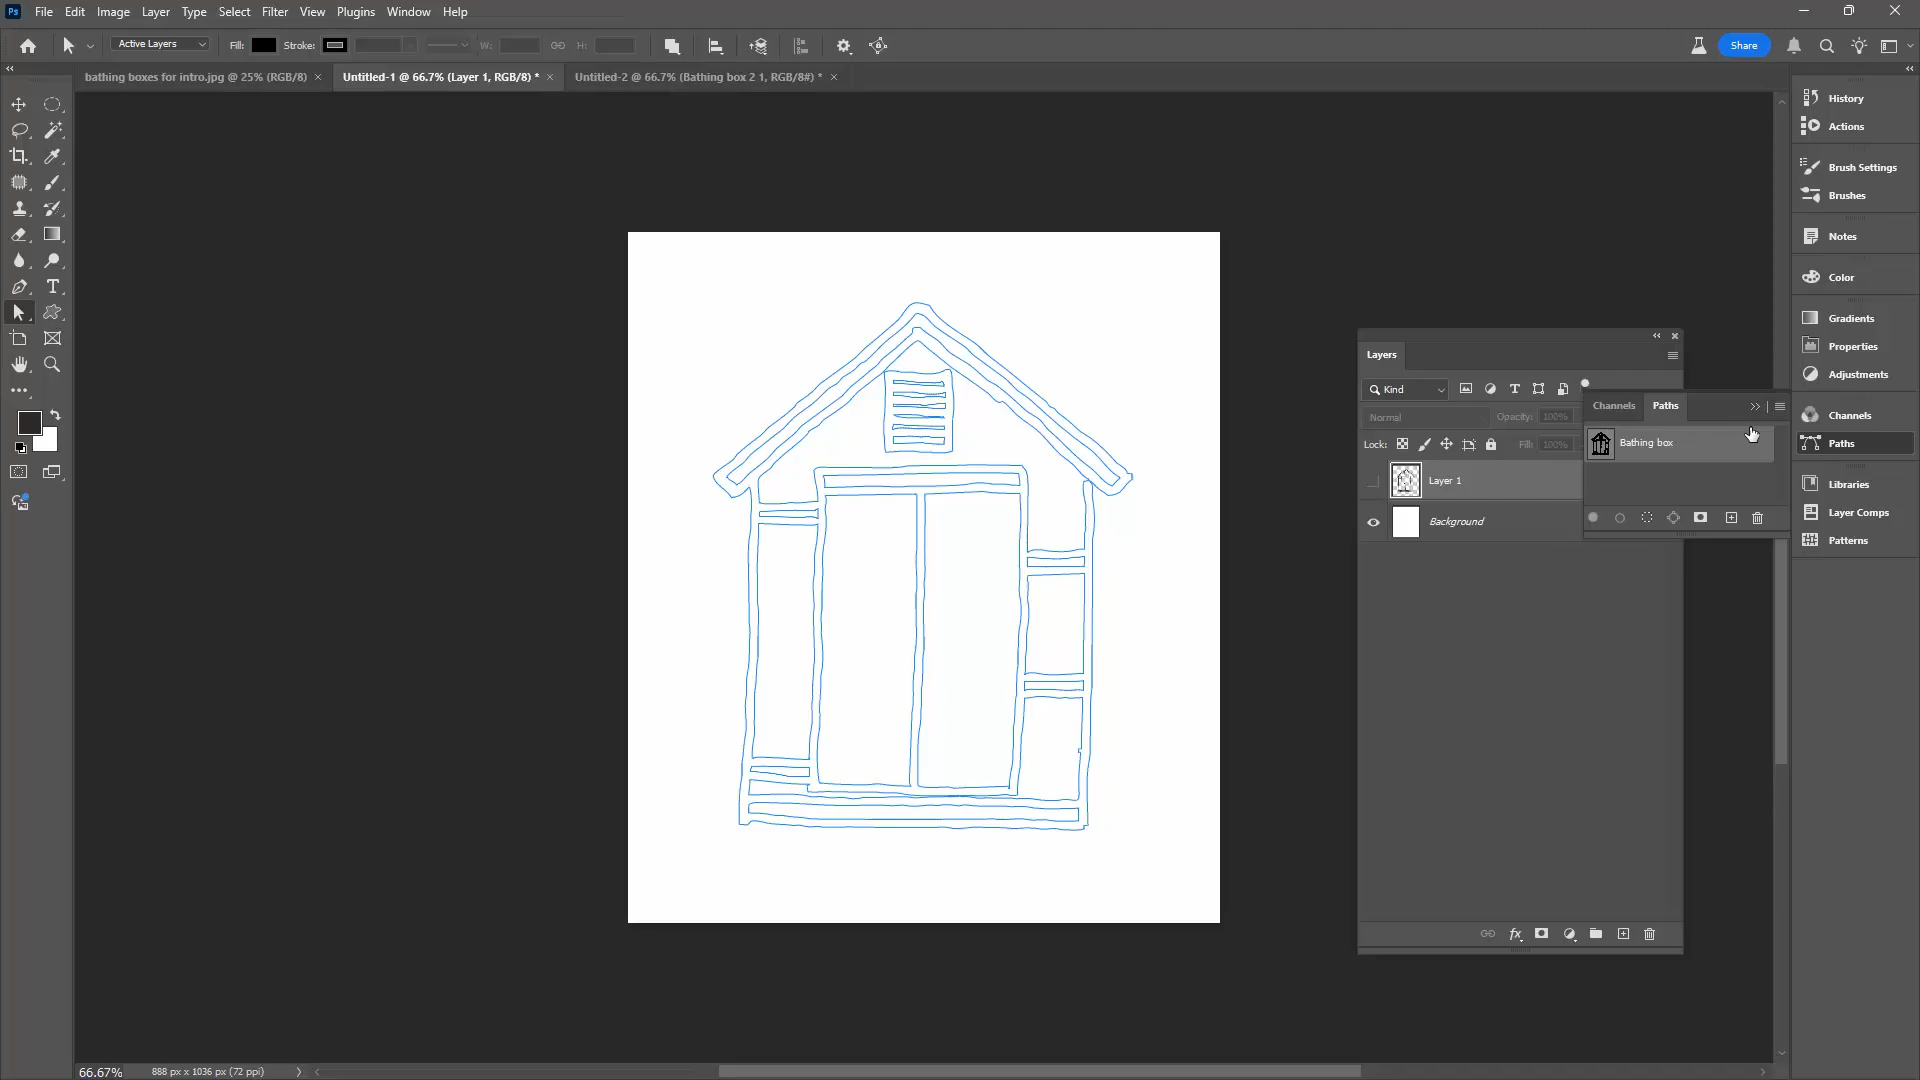 Ps File Edit Image Layer Type Select Filter View Plugins Window Help
Active Layers Fill: Stroke: W: H: Share
bathing boxes for intro.jpg @ 25% (RGB/8) × Untitled-1 @ 66.7% (Layer 1, RGB/8) * × Untitled-2 @ 66.7% (Bathing box 2 1, RGB/8#) * ×
History
Actions
Brush Settings
Brushes
Notes
Color
Gradients
Properties
Adjustments
Channels
Paths
Libraries
Layer Comps
Patterns
Layers
Kind
Normal Opacity: 100%
Lock: Fill: 100%
Layer 1
Background
Channels Paths
Bathing box
fx
T
66.67% 888 px x 1036 px (72 ppi)